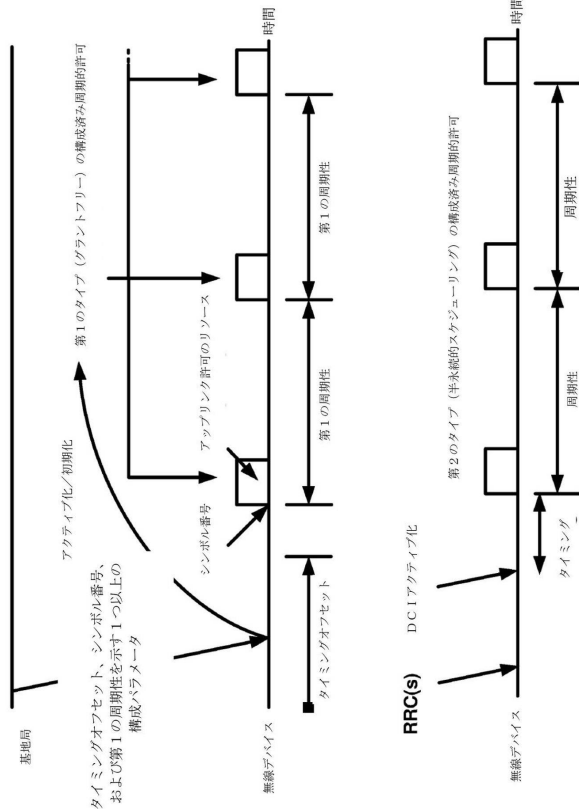 基地局
タイミングオフセット、シンボル番号、
および第1の周期性を示す1つ以上の
構成パラメータ
アクティブ化/初期化
第1のタイプ(グラントフリー)の構成済み周期的許可
シンボル番号
アップリンク許可のリソース
無線デバイス
時間
タイミングオフセット
第1の周期性
第1の周期性
RRC(s)
DCIアクティブ化
第2のタイプ(半永続的スケジューリング)の構成済み周期的許可
無線デバイス
時間
タイミング
周期性
周期性